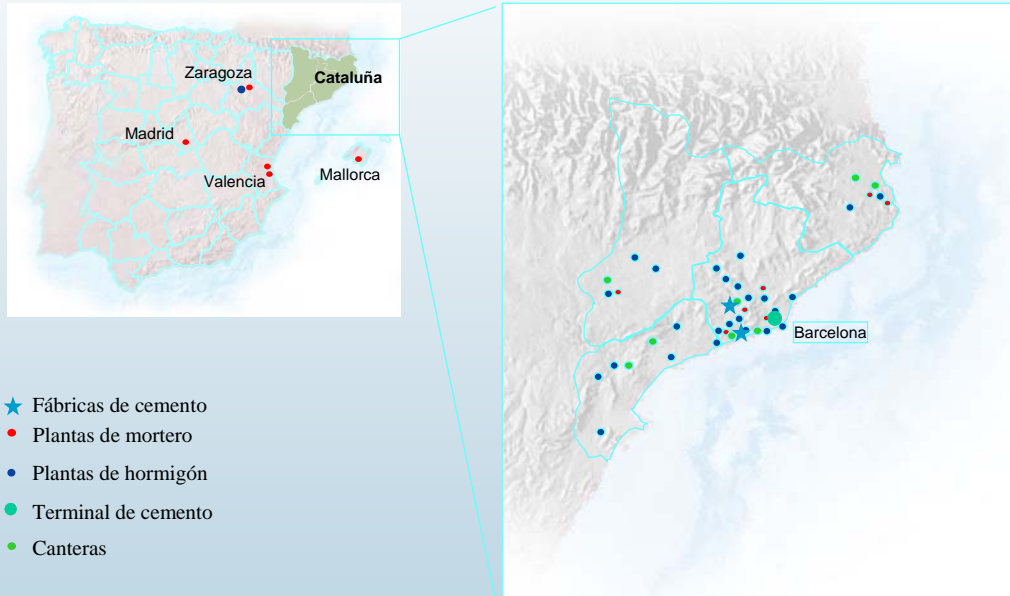 Zaragoza
Cataluña
Madrid
Valencia
Mallorca
Barcelona
Fábricas de cemento
Plantas de mortero
Plantas de hormigón
Terminal de cemento
Canteras